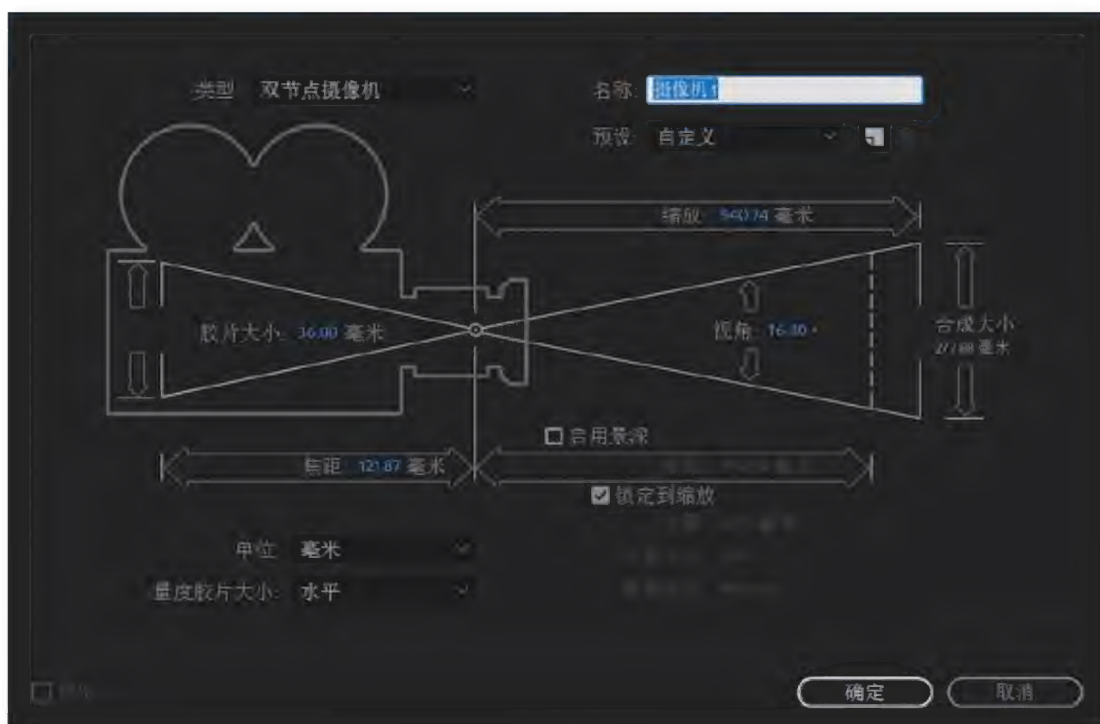 类型 双节点摄像机
名称: 摄像机 1
预设: 自定义
缩放: 940.74 毫米
胶片大小: 36.00 毫米
视角: 16.80 °
合成大小:
277.88 毫米
启用景深
焦距: 121.87 毫米
锁定到缩放
单位: 毫米
量度胶片大小: 水平
确定
取消